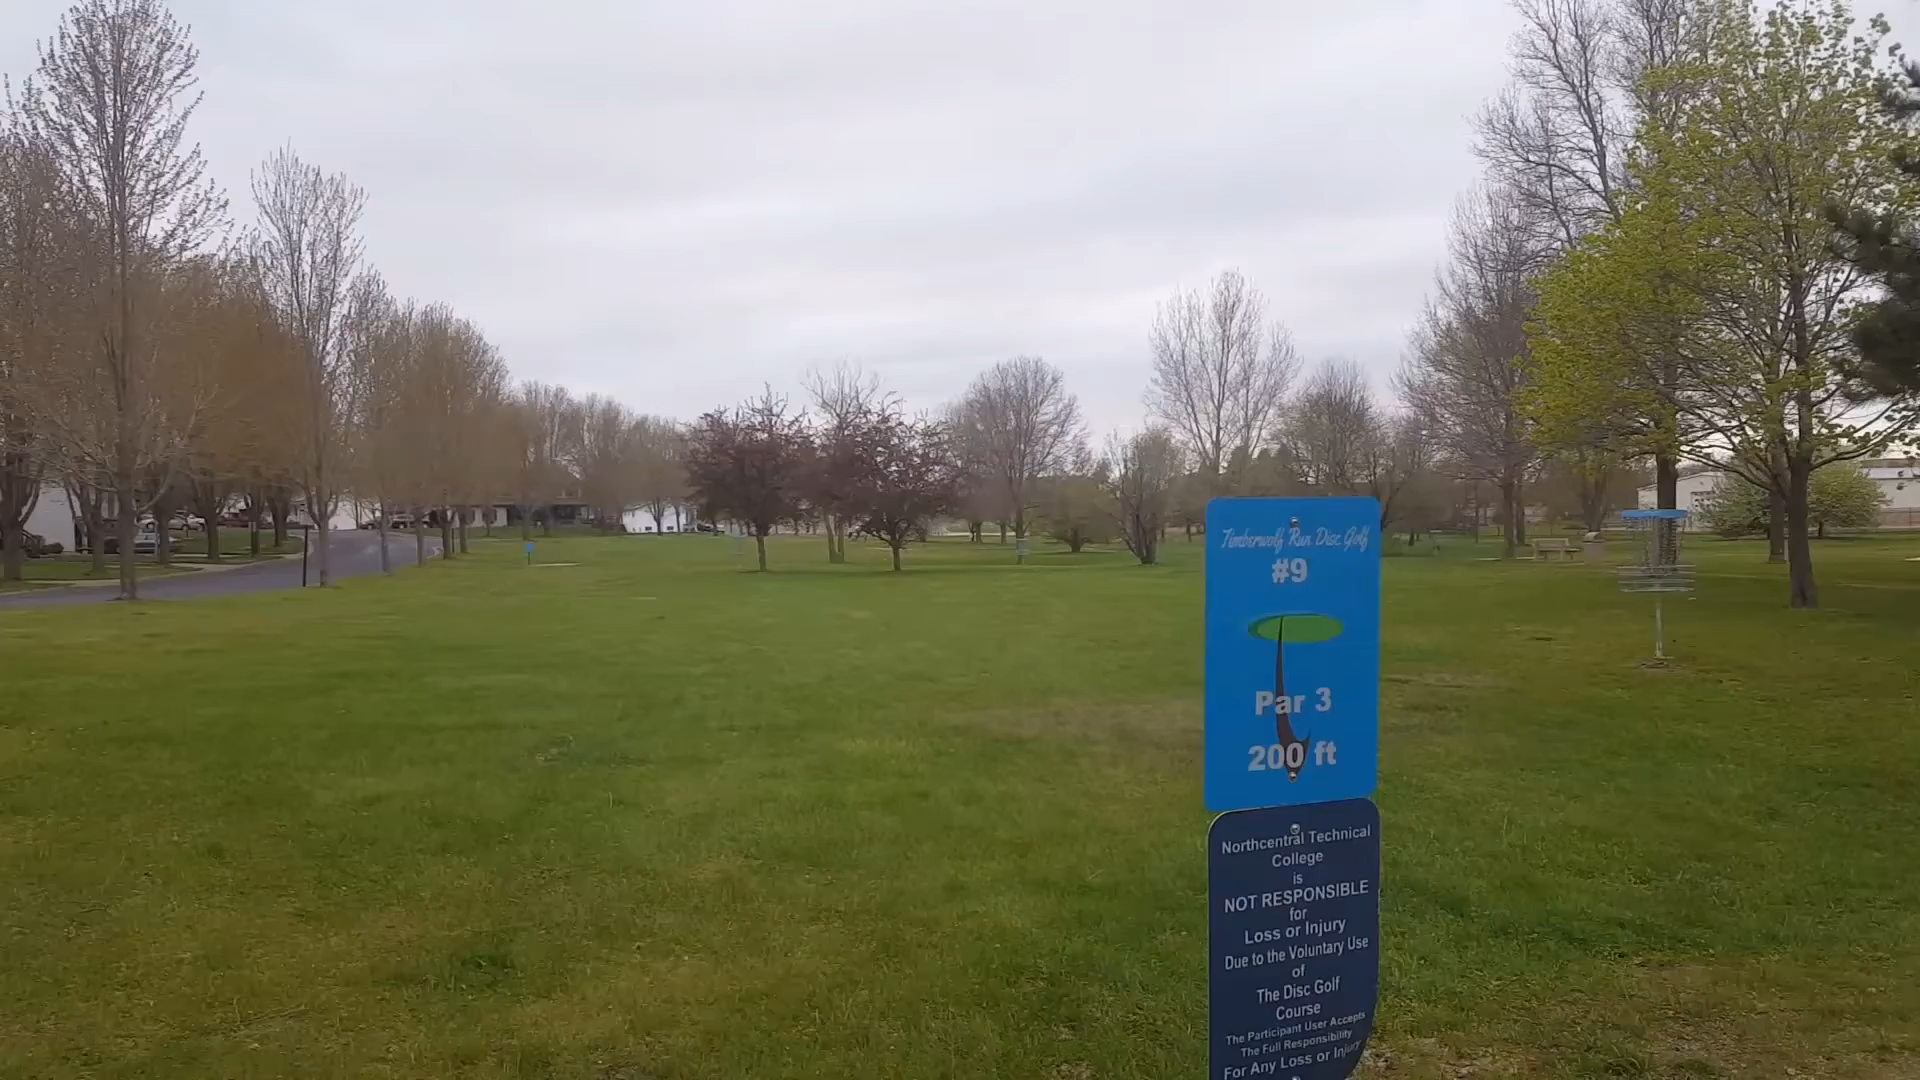 Timberwolf Run Disc Golf
#9
Par 3
200 ft
Northcentral Technical
College
is
NOT RESPONSIBLE
for
Loss or Injury
Due to the Voluntary Use
of
The Disc Golf
Course
The Participant User Accepts
The Full Responsibility
For Any Loss or Injury